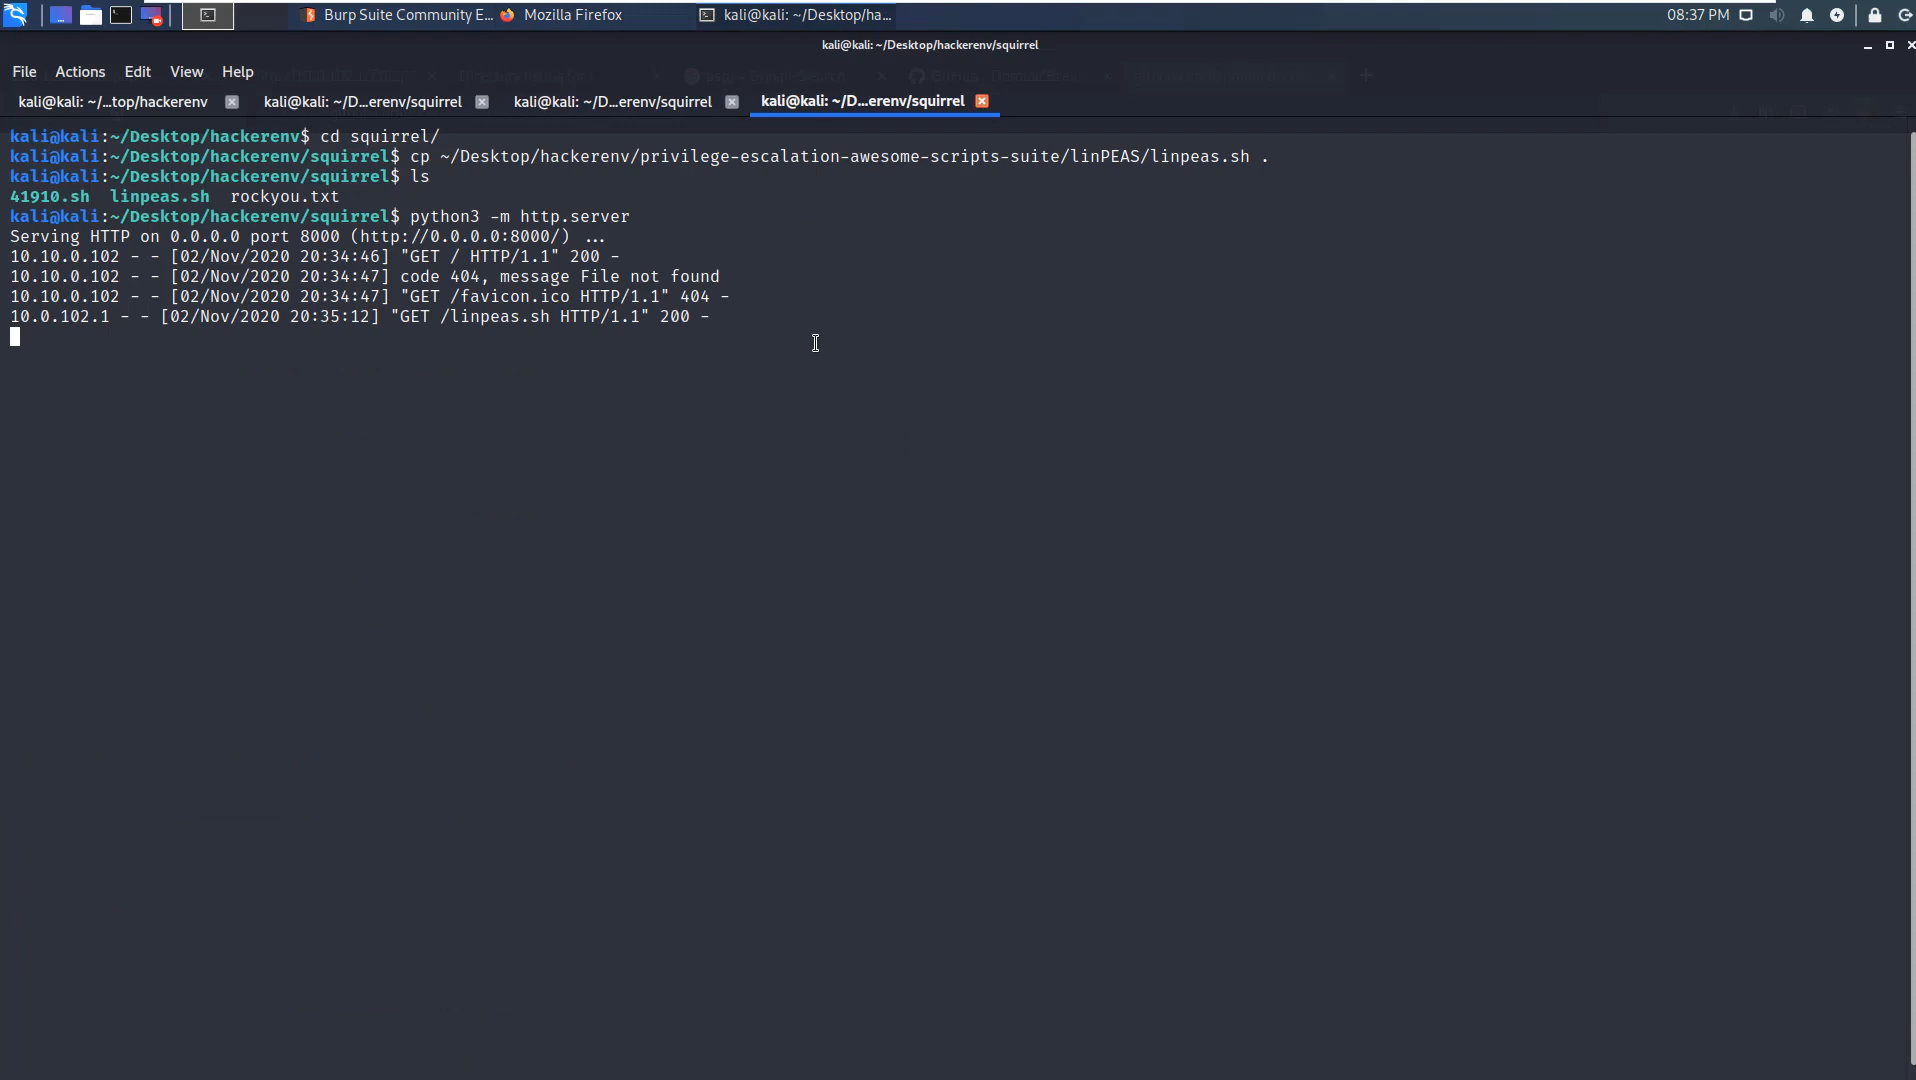 Burp Suite Community E... Mozilla Firefox kali@kali: ~/Desktop/ha... 08:37 PM
kali@kali: ~/Desktop/hackerenv/squirrel
File Actions Edit View Help
kali@kali: ~/...top/hackerenv kali@kali: ~/D...erenv/squirrel kali@kali: ~/D...erenv/squirrel kali@kali: ~/D...erenv/squirrel
kali@kali:~/Desktop/hackerenv$ cd squirrel/
kali@kali:~/Desktop/hackerenv/squirrel$ cp ~/Desktop/hackerenv/privilege-escalation-awesome-scripts-suite/linPEAS/linpeas.sh .
kali@kali:~/Desktop/hackerenv/squirrel$ ls
41910.sh linpeas.sh rockyou.txt
kali@kali:~/Desktop/hackerenv/squirrel$ python3 -m http.server
Serving HTTP on 0.0.0.0 port 8000 (http://0.0.0.0:8000/) ...
10.10.0.102 - - [02/Nov/2020 20:34:46] "GET / HTTP/1.1" 200 -
10.10.0.102 - - [02/Nov/2020 20:34:47] code 404, message File not found
10.10.0.102 - - [02/Nov/2020 20:34:47] "GET /favicon.ico HTTP/1.1" 404 -
10.0.102.1 - - [02/Nov/2020 20:35:12] "GET /linpeas.sh HTTP/1.1" 200 -